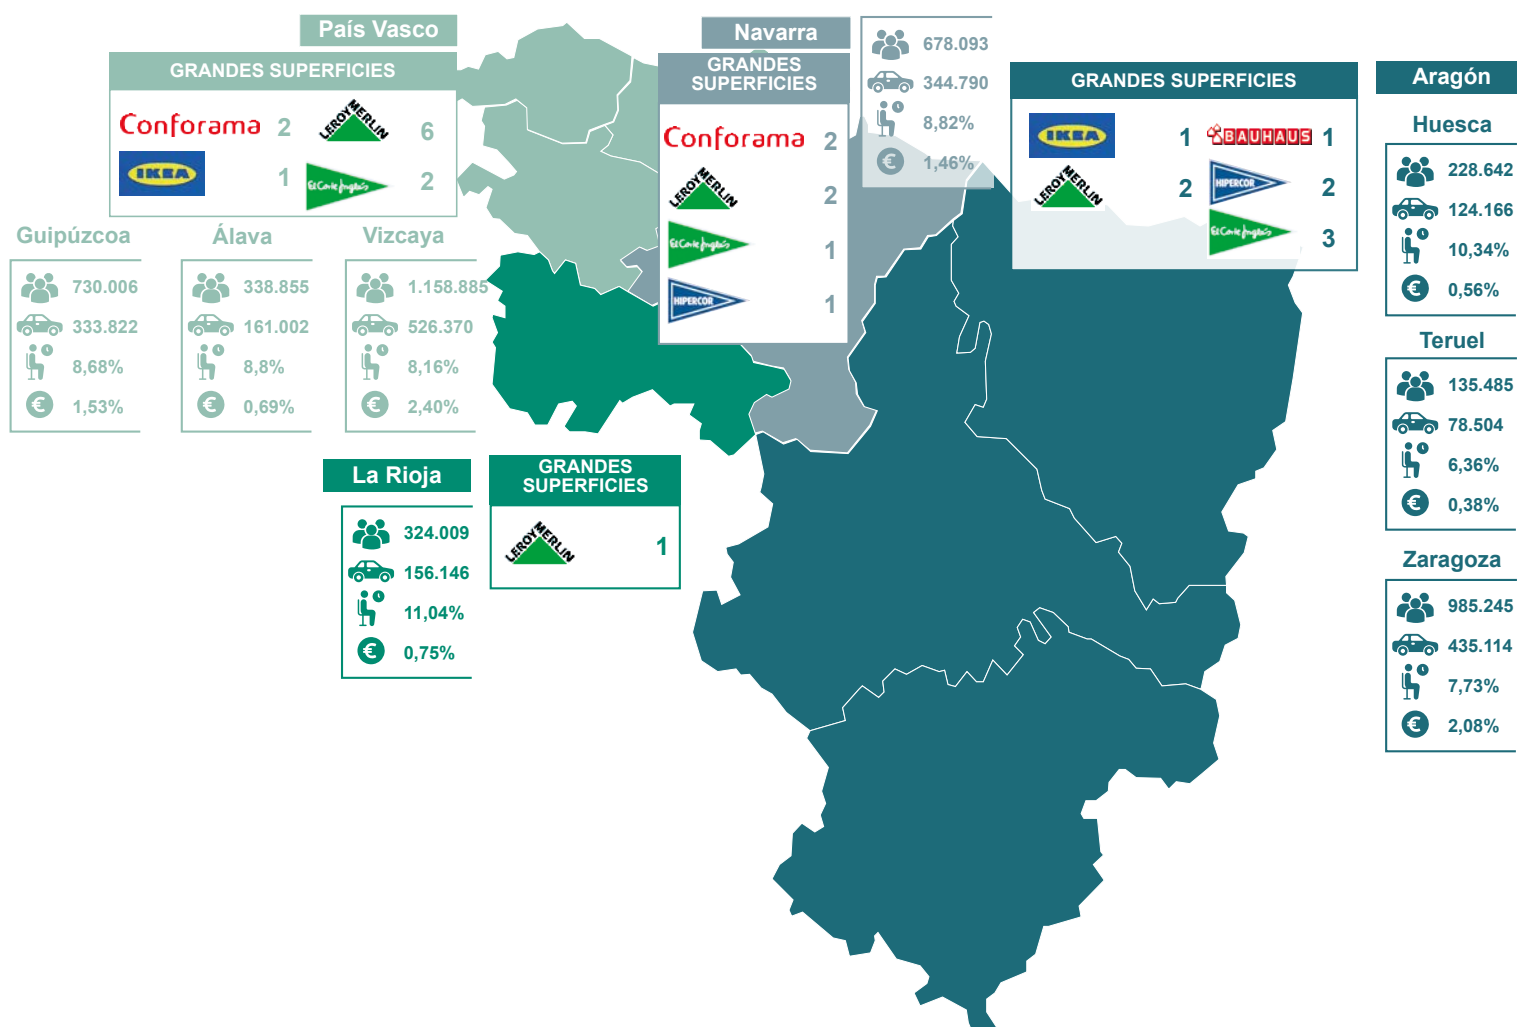 País Vasco
GRANDES SUPERFICIES
Conforama 2
LEROY MERLIN 6
IKEA 1
El Corte Inglés 2
Guipúzcoa
730.006
333.822
8,68%
1,53%
Álava
338.855
161.002
8,8%
0,69%
Vizcaya
1.158.885
526.370
8,16%
2,40%
Navarra
GRANDES
SUPERFICIES
Conforama 2
LEROY MERLIN 2
El Corte Inglés 1
HIPERCOR 1
678.093
344.790
8,82%
1,46%
La Rioja
324.009
156.146
11,04%
0,75%
GRANDES
SUPERFICIES
LEROY MERLIN 1
GRANDES SUPERFICIES
IKEA 1
BAUHAUS 1
LEROY MERLIN 2
HIPERCOR 2
El Corte Inglés 3
Aragón
Huesca
228.642
124.166
10,34%
0,56%
Teruel
135.485
78.504
6,36%
0,38%
Zaragoza
985.245
435.114
7,73%
2,08%